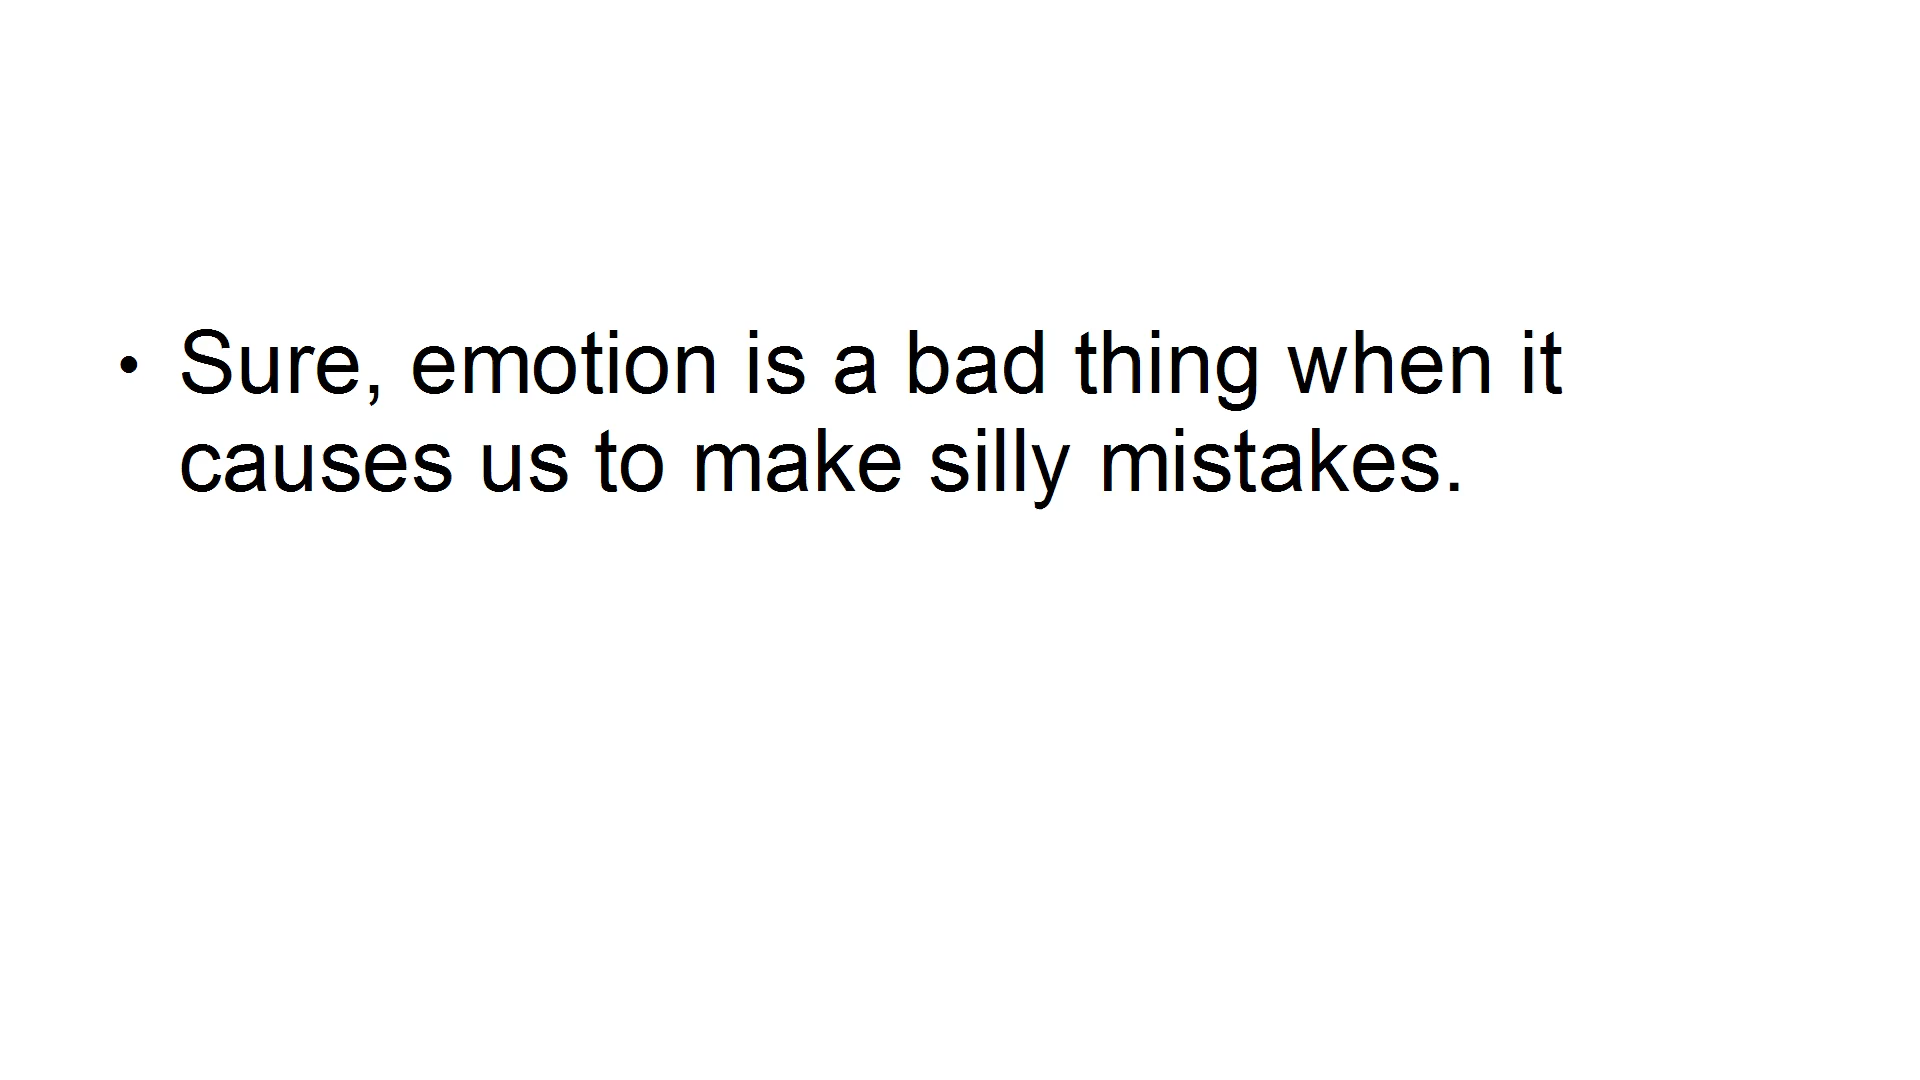 • Sure, emotion is a bad thing when it
causes us to make silly mistakes.